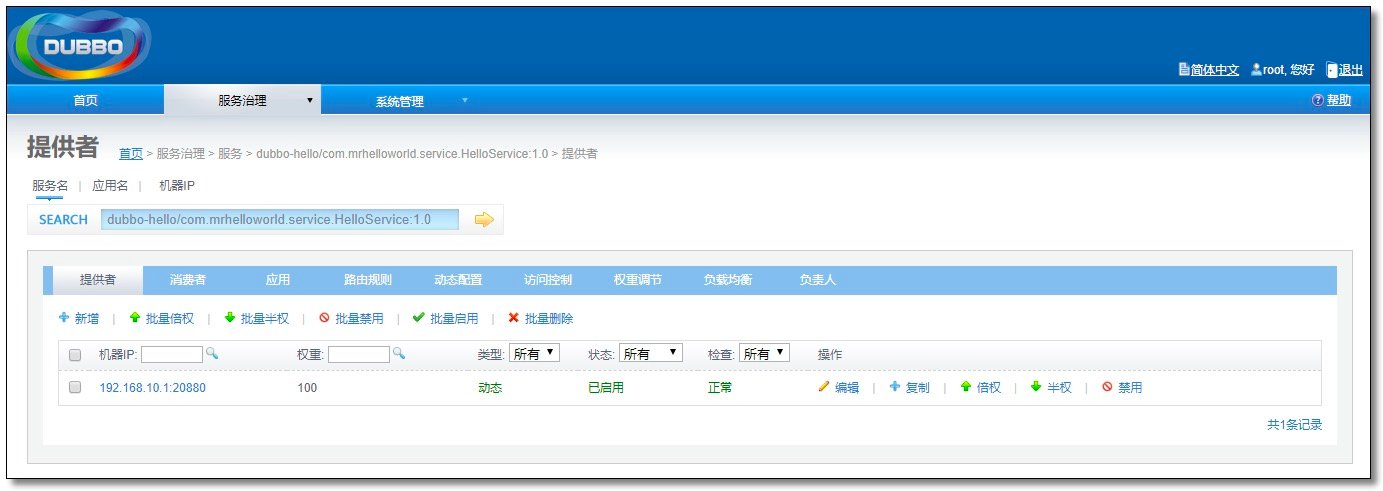 DUBBO
简体中文 root, 您好 退出
首页 服务治理 ▼ 系统管理 ▼ 帮助
提供者 首页 > 服务治理 > 服务 > dubbo-hello/com.mrhelloworld.service.HelloService:1.0 > 提供者
服务名 | 应用名 | 机器IP
SEARCH dubbo-hello/com.mrhelloworld.service.HelloService:1.0
提供者 消费者 应用 路由规则 动态配置 访问控制 权重调节 负载均衡 负责人
新增 | 批量倍权 | 批量半权 | 批量禁用 | 批量启用 | 批量删除
机器IP: 权重: 类型: 所有 ▼ 状态: 所有 ▼ 检查: 所有 ▼ 操作
192.168.10.1:20880 100 动态 已启用 正常 编辑 | 复制 | 倍权 | 半权 | 禁用
共1条记录